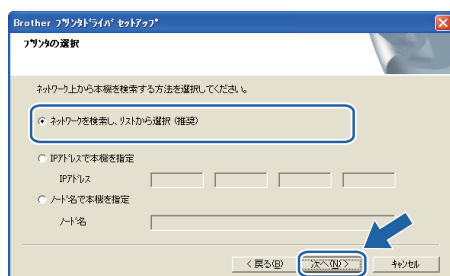 Brother ﾌﾟﾘﾝﾀﾄﾞﾗｲﾊﾞ ｾｯﾄｱｯﾌﾟ
ﾌﾟﾘﾝﾀの選択
ﾈｯﾄﾜｰｸ上から本機を検索する方法を選択してください。
ﾈｯﾄﾜｰｸを検索し、ﾘｽﾄから選択 (推奨)
IPｱﾄﾞﾚｽで本機を指定
IPｱﾄﾞﾚｽ
ﾉｰﾄﾞ名で本機を指定
ﾉｰﾄﾞ名
< 戻る(B) 次へ(N) > ｷｬﾝｾﾙ